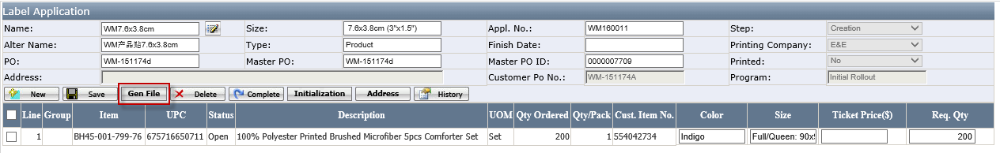 Label Application
Name: WM7.6x3.8cm Size: 7.6x3.8cm (3"x1.5") Appl. No.: WM160011 Step: Creation
Alter Name: WM产品贴7.6x3.8cm Type: Product Finish Date: Printing Company: E&E
PO: WM-151174d Master PO: WM-151174d Master PO ID: 0000007709 Printed: No
Address: Customer Po No.: WM-151174A Program: Initial Rollout
New Save Gen File Delete Complete Initialization Address History
Line Group Item UPC Status Description UOM Qty Ordered Qty/Pack Cust. Item No. Color Size Ticket Price($) Req. Qty
1 BH45-001-799-76 675716650711 Open 100% Polyester Printed Brushed Microfiber 5pcs Comforter Set Set 200 1 554042734 Indigo Full/Queen: 200